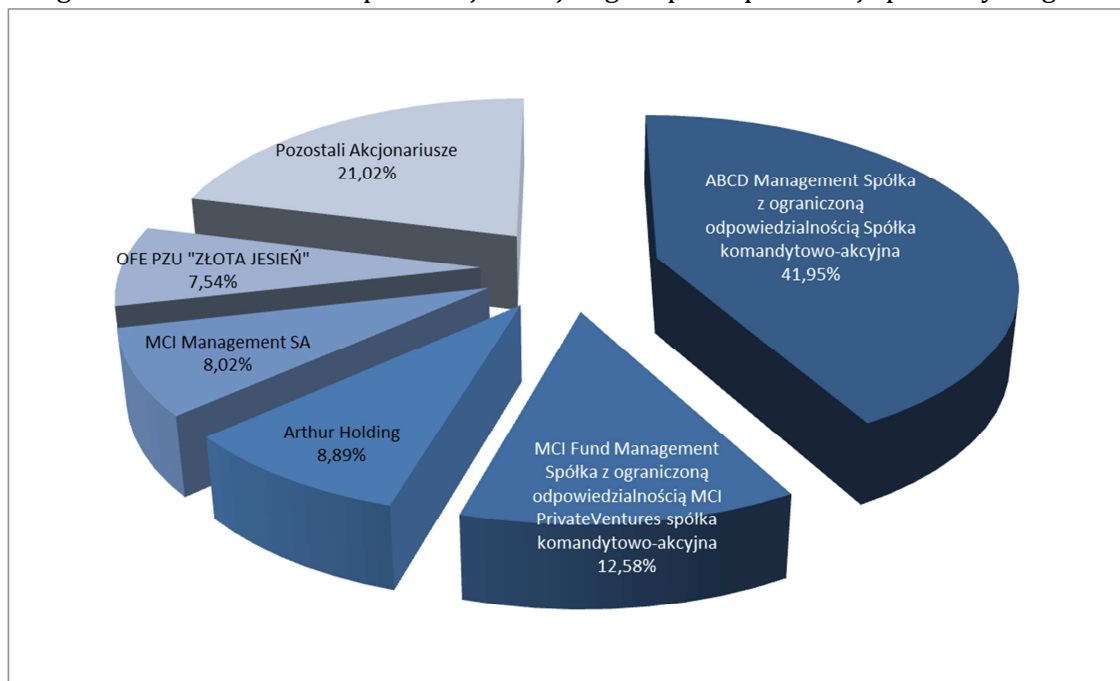 Pozostali Akcjonariusze
21,02%
ABCD Management Spółka
z ograniczoną
odpowiedzialnością Spółka
komandytowo-akcyjna
41,95%
OFE PZU "ZŁOTA JESIEŃ"
7,54%
MCI Management SA
8,02%
Arthur Holding
8,89%
MCI Fund Management
Spółka z ograniczoną
odpowiedzialnością MCI
PrivateVentures spółka
komandytowo-akcyjna
12,58%